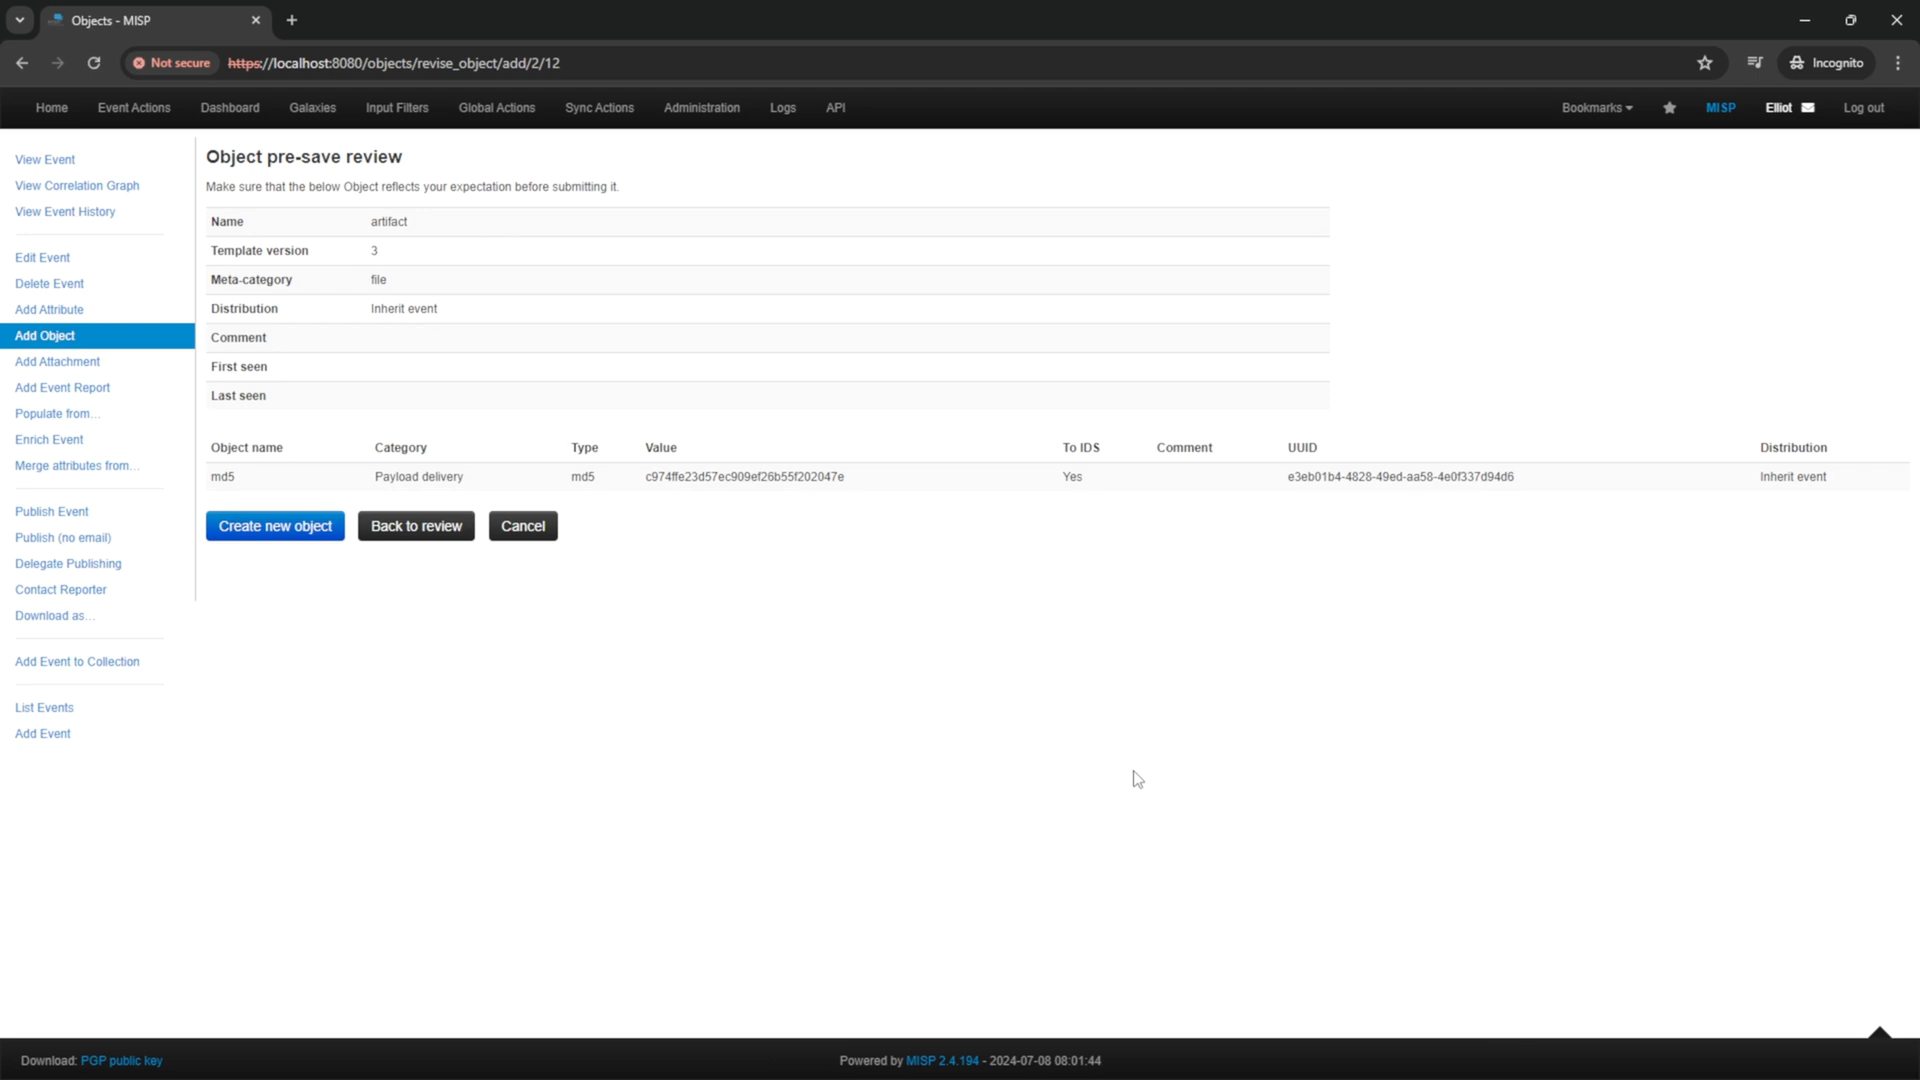 Objects - MISP
Not secure https://localhost:8080/objects/revise_object/add/2/12 Incognito
Home Event Actions Dashboard Galaxies Input Filters Global Actions Sync Actions Administration Logs API Bookmarks MISP Elliot Log out
View Event
View Correlation Graph
View Event History
Edit Event
Delete Event
Add Attribute
Add Object
Add Attachment
Add Event Report
Populate from...
Enrich Event
Merge attributes from...
Publish Event
Publish (no email)
Delegate Publishing
Contact Reporter
Download as...
Add Event to Collection
List Events
Add Event
Object pre-save review
Make sure that the below Object reflects your expectation before submitting it.
Name artifact
Template version 3
Meta-category file
Distribution Inherit event
Comment
First seen
Last seen
Object name Category Type Value To IDS Comment UUID Distribution
md5 Payload delivery md5 c974ffe23d57ec909ef26b55f202047e Yes e3eb01b4-4828-49ed-aa58-4e0f337d94d6 Inherit event
Create new object Back to review Cancel
Download: PGP public key Powered by MISP 2.4.194 - 2024-07-08 08:01:44